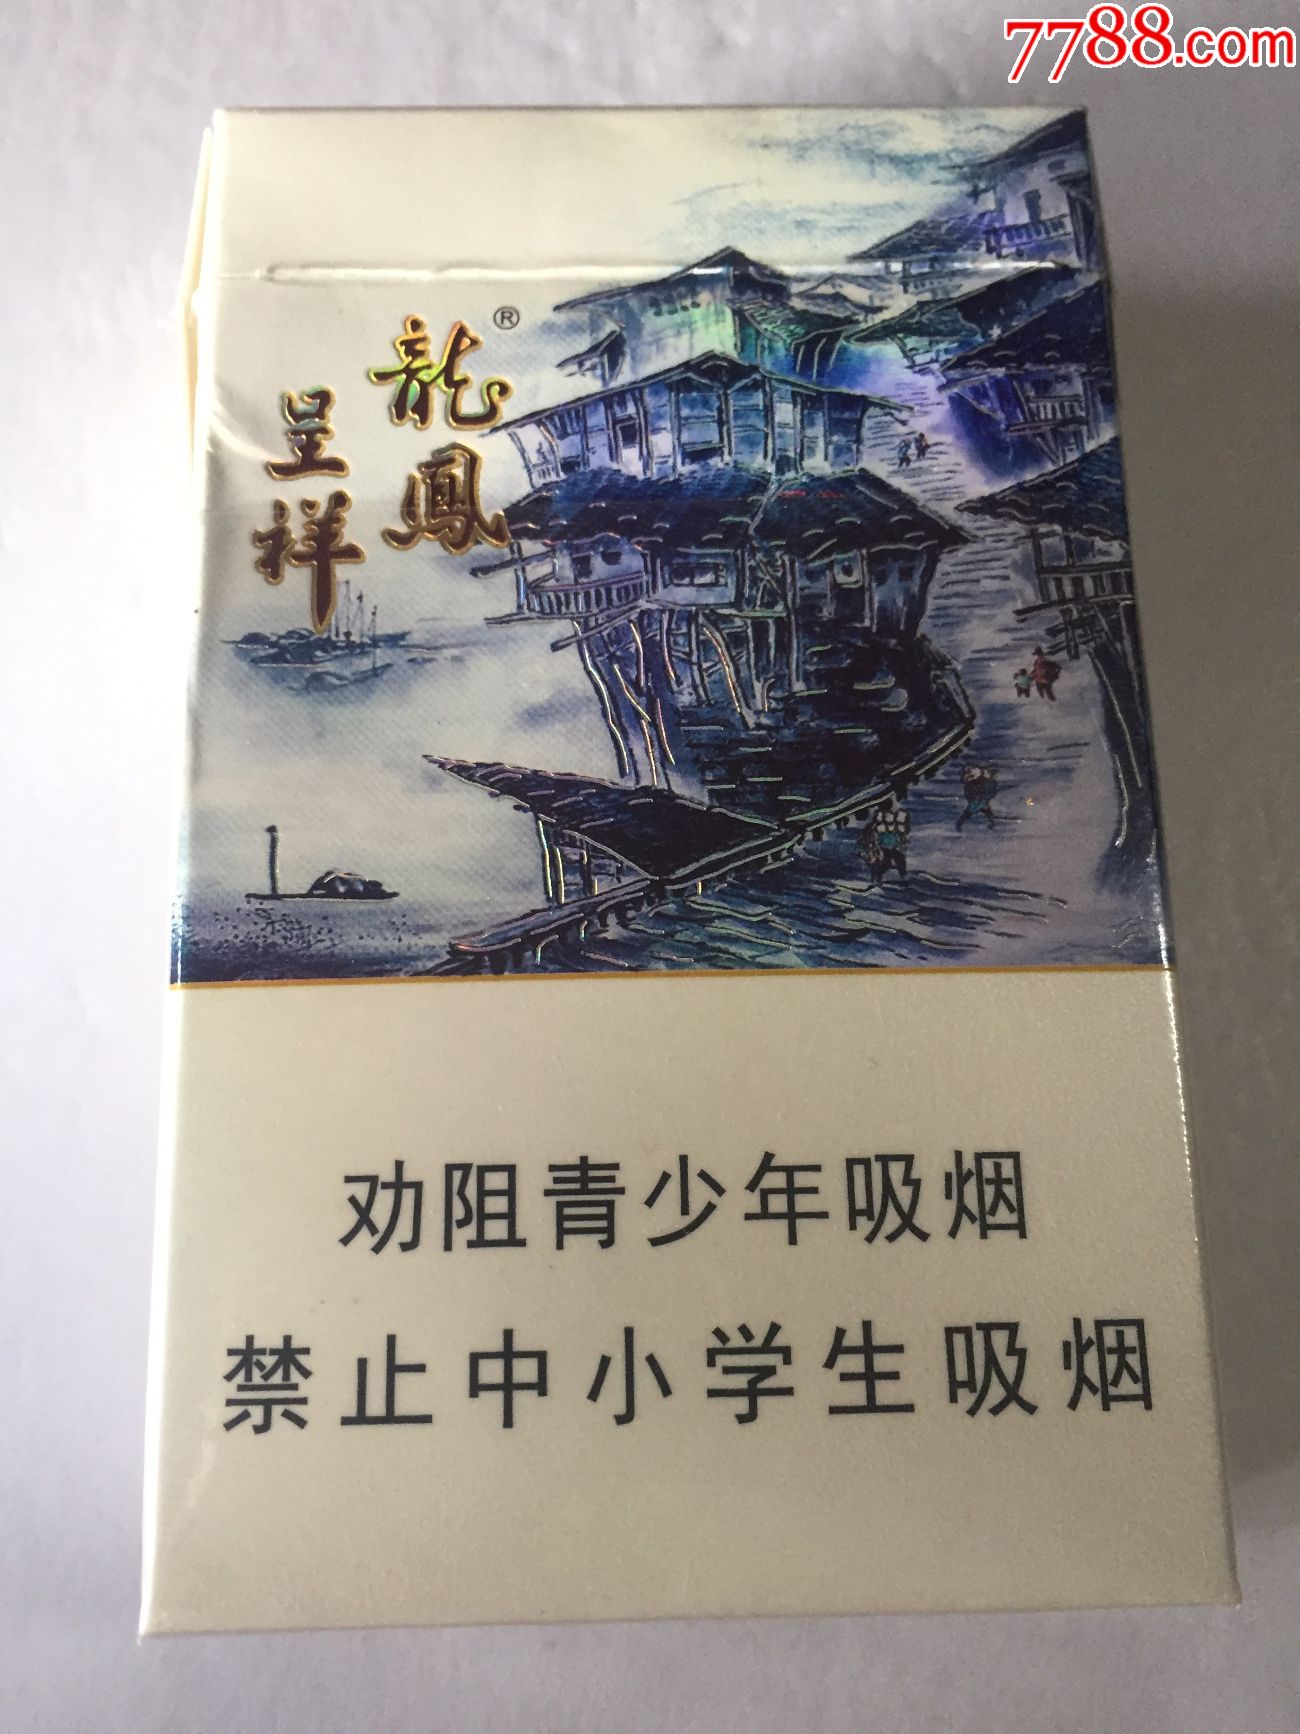 7788.com
龍鳳®
呈祥
劝阻青少年吸烟
禁止中小学生吸烟